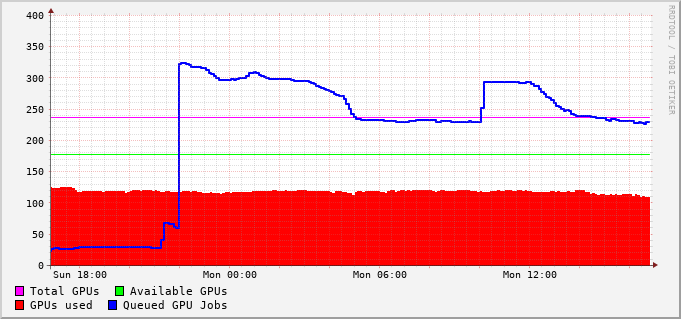 400
350
300
250
200
150
100
50
0
Sun 18:00 Mon 00:00 Mon 06:00 Mon 12:00
Total GPUs Available GPUs
GPUs used Queued GPU Jobs
RRDTOOL / TOBI OETIKER